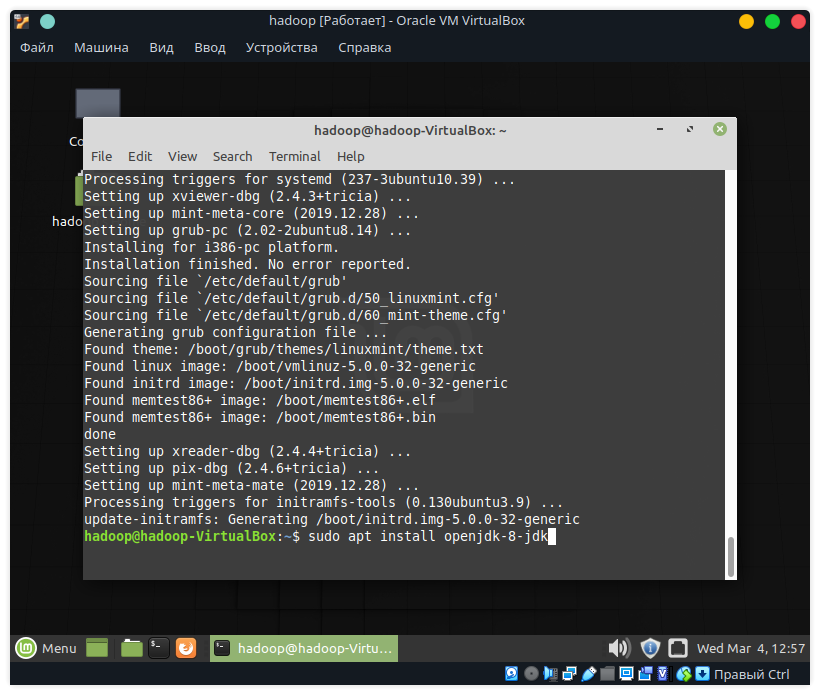 hadoop [Работает] - Oracle VM VirtualBox
Файл Машина Вид Ввод Устройства Справка
Co
hado
hadoop@hadoop-VirtualBox: ~
File Edit View Search Terminal Help
Processing triggers for systemd (237-3ubuntu10.39) ...
Setting up xviewer-dbg (2.4.3+tricia) ...
Setting up mint-meta-core (2019.12.28) ...
Setting up grub-pc (2.02-2ubuntu8.14) ...
Installing for i386-pc platform.
Installation finished. No error reported.
Sourcing file `/etc/default/grub'
Sourcing file `/etc/default/grub.d/50_linuxmint.cfg'
Sourcing file `/etc/default/grub.d/60_mint-theme.cfg'
Generating grub configuration file ...
Found theme: /boot/grub/themes/linuxmint/theme.txt
Found linux image: /boot/vmlinuz-5.0.0-32-generic
Found initrd image: /boot/initrd.img-5.0.0-32-generic
Found memtest86+ image: /boot/memtest86+.elf
Found memtest86+ image: /boot/memtest86+.bin
done
Setting up xreader-dbg (2.4.4+tricia) ...
Setting up pix-dbg (2.4.6+tricia) ...
Setting up mint-meta-mate (2019.12.28) ...
Processing triggers for initramfs-tools (0.130ubuntu3.9) ...
update-initramfs: Generating /boot/initrd.img-5.0.0-32-generic
hadoop@hadoop-VirtualBox:~$ sudo apt install openjdk-8-jdk
Menu hadoop@hadoop-Virtu... Wed Mar 4, 12:57
Правый Ctrl